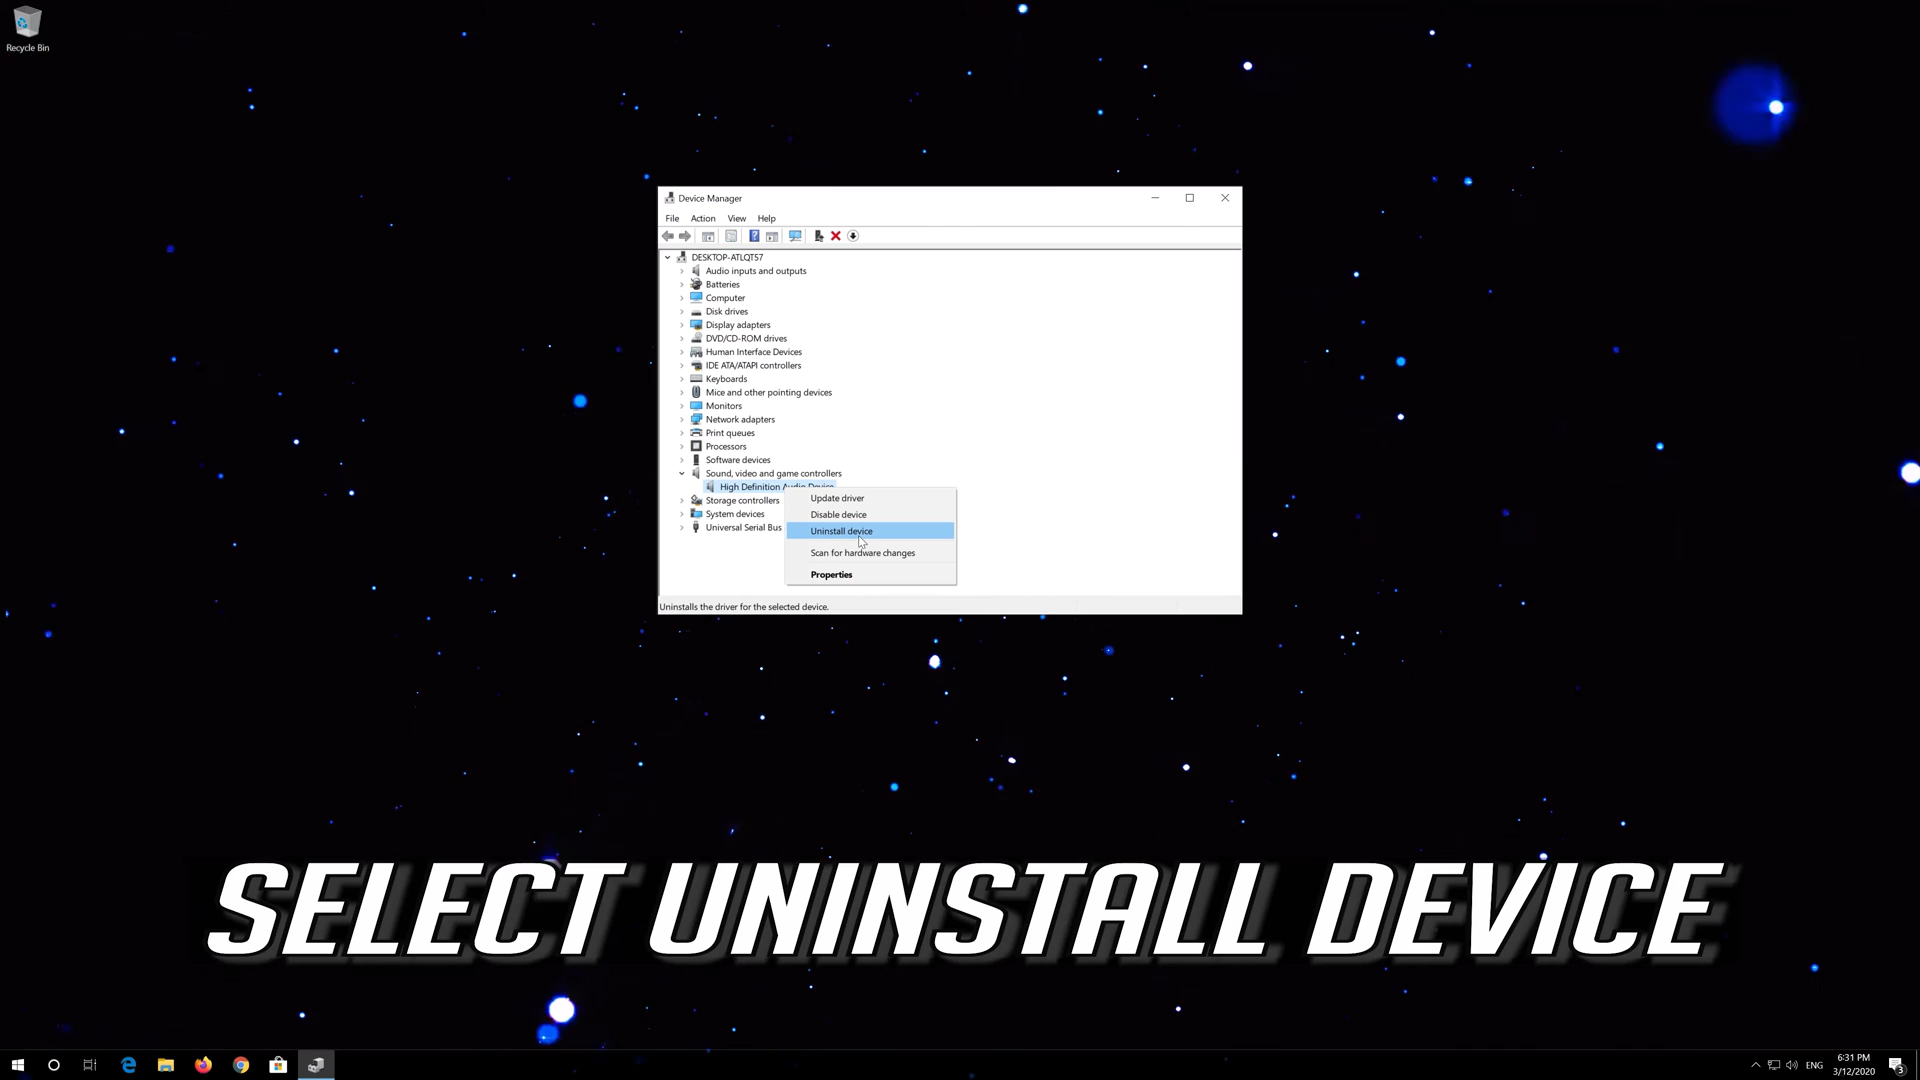 Recycle Bin
Device Manager
File Action View Help
DESKTOP-ATLQT57
Audio inputs and outputs
Batteries
Computer
Disk drives
Display adapters
DVD/CD-ROM drives
Human Interface Devices
IDE ATA/ATAPI controllers
Keyboards
Mice and other pointing devices
Monitors
Network adapters
Print queues
Processors
Software devices
Sound, video and game controllers
High Definition Audio Device
Storage controllers
System devices
Universal Serial Bus
Update driver
Disable device
Uninstall device
Scan for hardware changes
Properties
Uninstalls the driver for the selected device.
SELECT UNINSTALL DEVICE
ENG
6:31 PM
3/12/2020
3